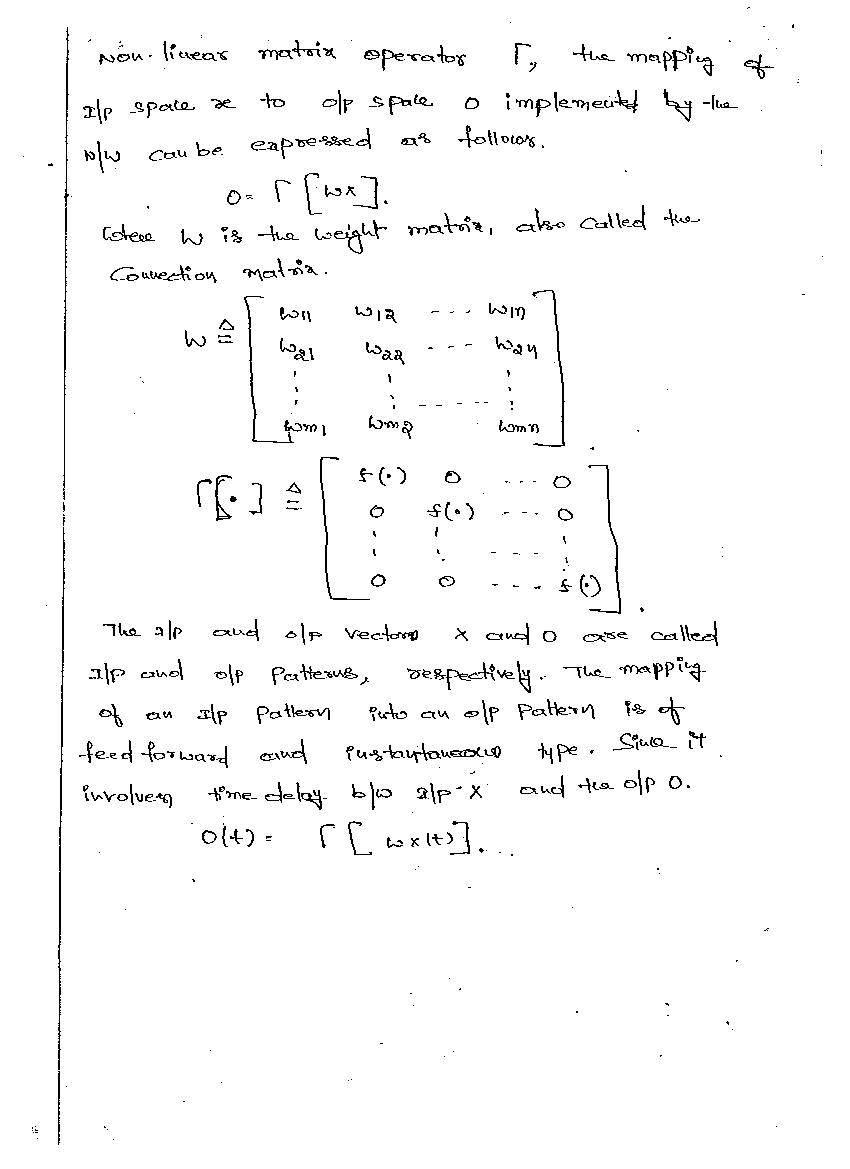 Non-linear matrix operator Γ, the mapping of
I/p space x to o/p space o implemented by the
N/W can be expressed as follows.
O = Γ [wx].
Where W is the weight matrix, also called the
Connection matrix.
W ≜ [ w11 w12 --- w1n
w21 w22 --- w2n
⋮ ⋮ ------ ⋮
wm1 wm2 wmn ] .
Γ[·] ≜ [ f(·) 0 ... 0
0 f(·) --- 0
⋮ ⋮ --- ⋮
0 0 --- f(·) ] .
The I/p and o/p vectors X and O are called
I/p and o/p Patterns, respectively. The mapping
of an I/p Pattern into an o/p Pattern is of
feed forward and instantaneous type. Since it
involves time delay b/w I/p - X and the o/p O.
O(t) = Γ [ w x(t) ]. ..